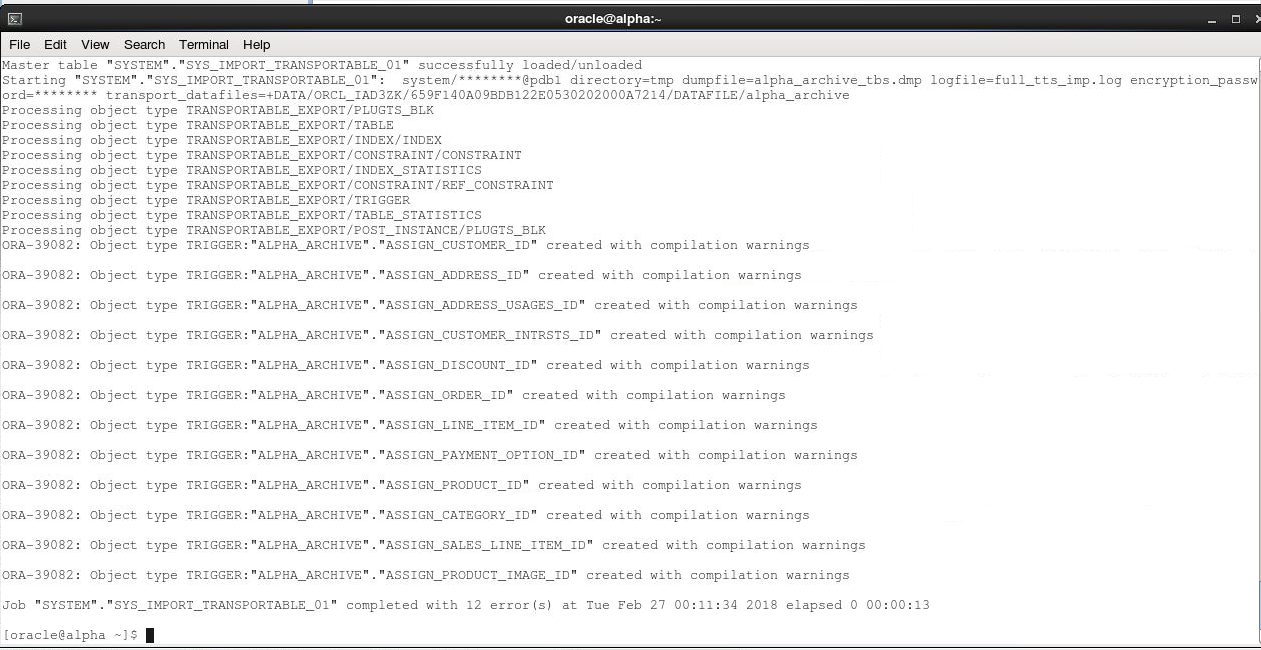 oracle@alpha:~
File Edit View Search Terminal Help
Master table "SYSTEM"."SYS_IMPORT_TRANSPORTABLE_01" successfully loaded/unloaded
Starting "SYSTEM"."SYS_IMPORT_TRANSPORTABLE_01":  system/********@pdb1 directory=tmp dumpfile=alpha_archive_tbs.dmp logfile=full_tts_imp.log encryption_passw
ord=******** transport_datafiles=+DATA/ORCL_IAD3ZK/659F140A09BDB122E0530202000A7214/DATAFILE/alpha_archive
Processing object type TRANSPORTABLE_EXPORT/PLUGTS_BLK
Processing object type TRANSPORTABLE_EXPORT/TABLE
Processing object type TRANSPORTABLE_EXPORT/INDEX/INDEX
Processing object type TRANSPORTABLE_EXPORT/CONSTRAINT/CONSTRAINT
Processing object type TRANSPORTABLE_EXPORT/INDEX_STATISTICS
Processing object type TRANSPORTABLE_EXPORT/CONSTRAINT/REF_CONSTRAINT
Processing object type TRANSPORTABLE_EXPORT/TRIGGER
Processing object type TRANSPORTABLE_EXPORT/TABLE_STATISTICS
Processing object type TRANSPORTABLE_EXPORT/POST_INSTANCE/PLUGTS_BLK
ORA-39082: Object type TRIGGER:"ALPHA_ARCHIVE"."ASSIGN_CUSTOMER_ID" created with compilation warnings
ORA-39082: Object type TRIGGER:"ALPHA_ARCHIVE"."ASSIGN_ADDRESS_ID" created with compilation warnings
ORA-39082: Object type TRIGGER:"ALPHA_ARCHIVE"."ASSIGN_ADDRESS_USAGES_ID" created with compilation warnings
ORA-39082: Object type TRIGGER:"ALPHA_ARCHIVE"."ASSIGN_CUSTOMER_INTRSTS_ID" created with compilation warnings
ORA-39082: Object type TRIGGER:"ALPHA_ARCHIVE"."ASSIGN_DISCOUNT_ID" created with compilation warnings
ORA-39082: Object type TRIGGER:"ALPHA_ARCHIVE"."ASSIGN_ORDER_ID" created with compilation warnings
ORA-39082: Object type TRIGGER:"ALPHA_ARCHIVE"."ASSIGN_LINE_ITEM_ID" created with compilation warnings
ORA-39082: Object type TRIGGER:"ALPHA_ARCHIVE"."ASSIGN_PAYMENT_OPTION_ID" created with compilation warnings
ORA-39082: Object type TRIGGER:"ALPHA_ARCHIVE"."ASSIGN_PRODUCT_ID" created with compilation warnings
ORA-39082: Object type TRIGGER:"ALPHA_ARCHIVE"."ASSIGN_CATEGORY_ID" created with compilation warnings
ORA-39082: Object type TRIGGER:"ALPHA_ARCHIVE"."ASSIGN_SALES_LINE_ITEM_ID" created with compilation warnings
ORA-39082: Object type TRIGGER:"ALPHA_ARCHIVE"."ASSIGN_PRODUCT_IMAGE_ID" created with compilation warnings
Job "SYSTEM"."SYS_IMPORT_TRANSPORTABLE_01" completed with 12 error(s) at Tue Feb 27 00:11:34 2018 elapsed 0 00:00:13
[oracle@alpha ~]$